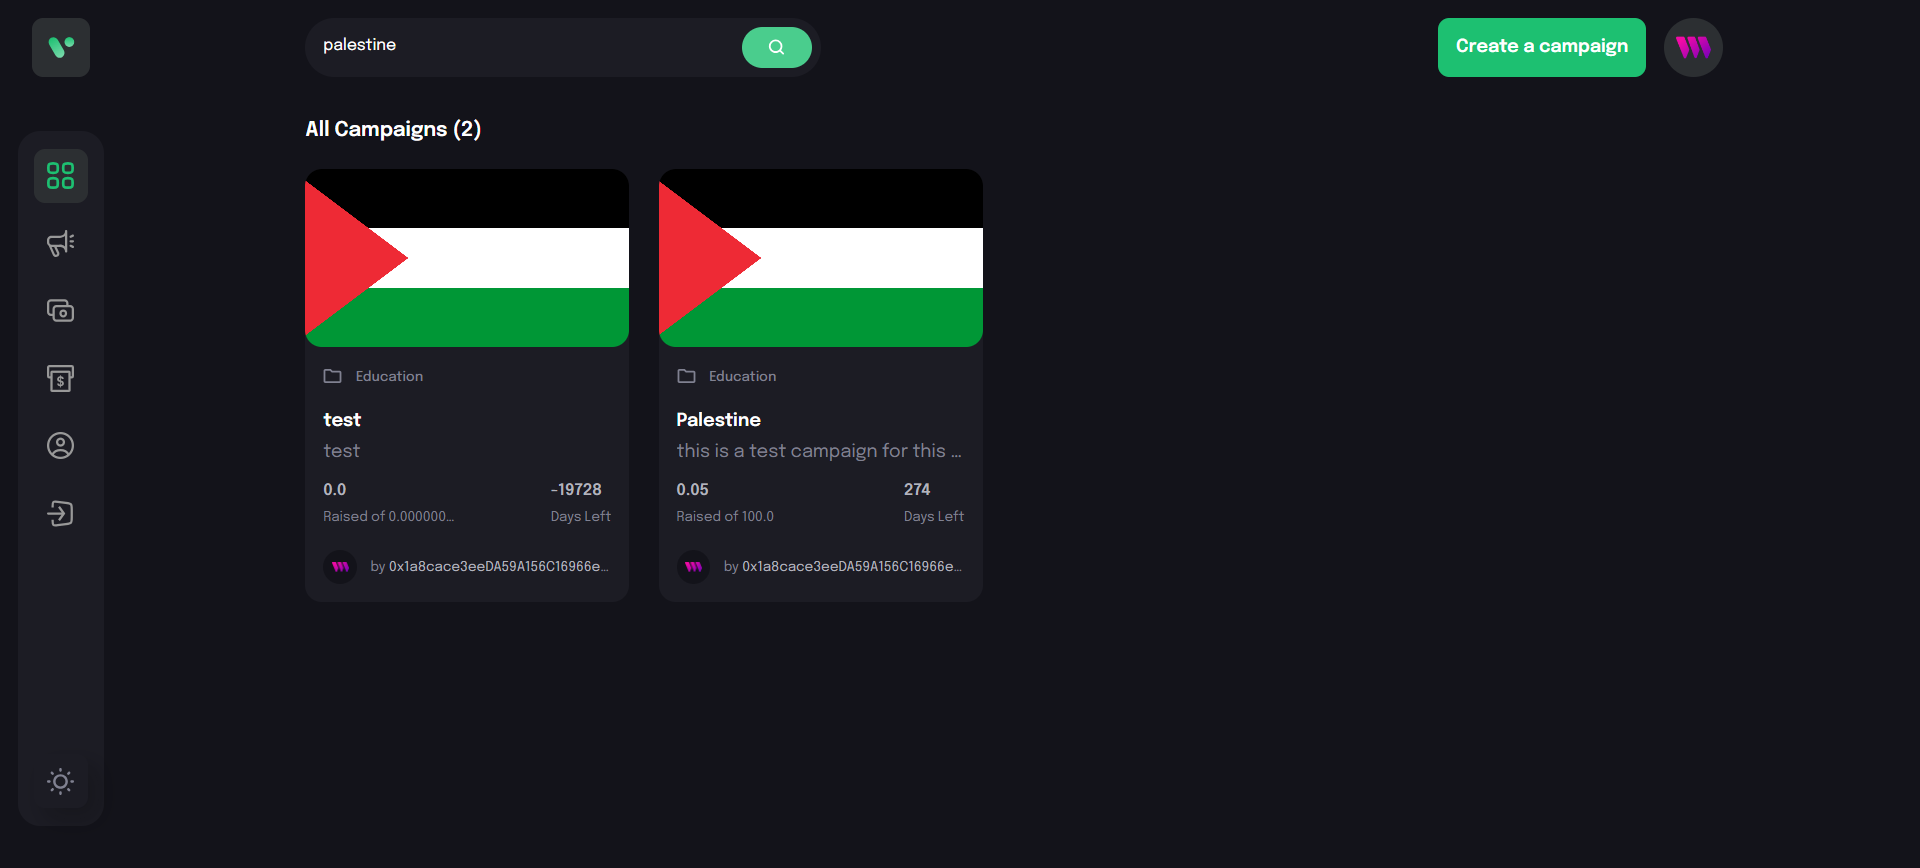 palestine
Create a campaign
All Campaigns (2)
Education
test
test
0.0
-19728
Raised of 0.000000...
Days Left
by 0x1a8cace3eeDA59A156C16966e...
Education
Palestine
this is a test campaign for this ...
0.05
274
Raised of 100.0
Days Left
by 0x1a8cace3eeDA59A156C16966e...